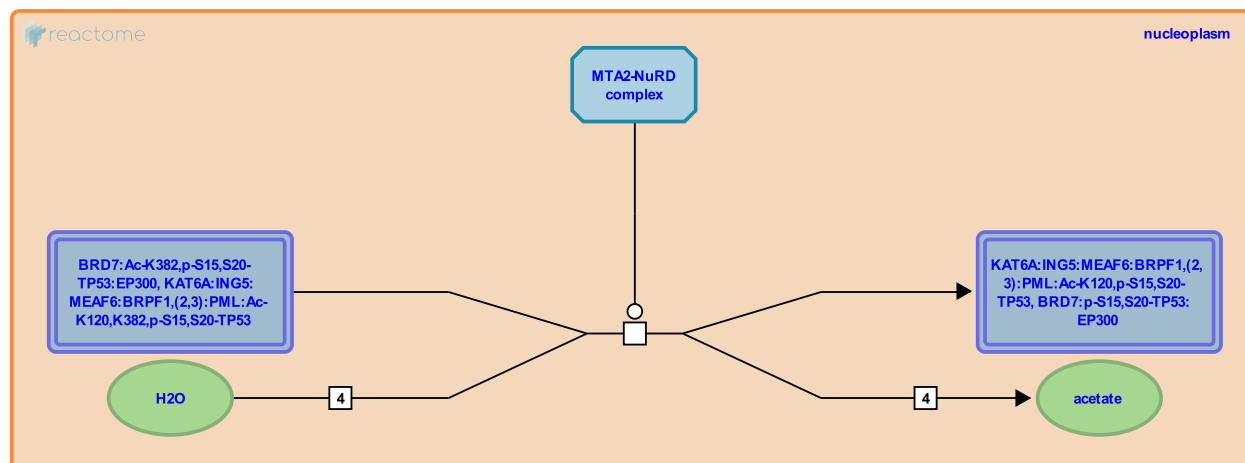 reactome
nucleoplasm
MTA2-NuRD
complex
BRD7:Ac-K382,p-S15,S20-
TP53:EP300, KAT6A:ING5:
MEAF6:BRPF1,(2,3):PML:Ac-
K120,K382,p-S15,S20-TP53
KAT6A:ING5:MEAF6:BRPF1,(2,
3):PML:Ac-K120,p-S15,S20-
TP53, BRD7:p-S15,S20-TP53:
EP300
H2O
4
4
acetate